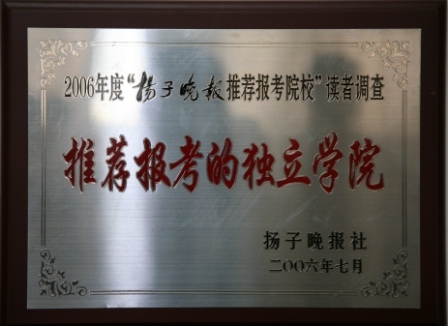 2006年度“扬子晚报推荐报考院校”读者调查
推荐报考的独立学院
扬子晚报社
二〇〇六年七月